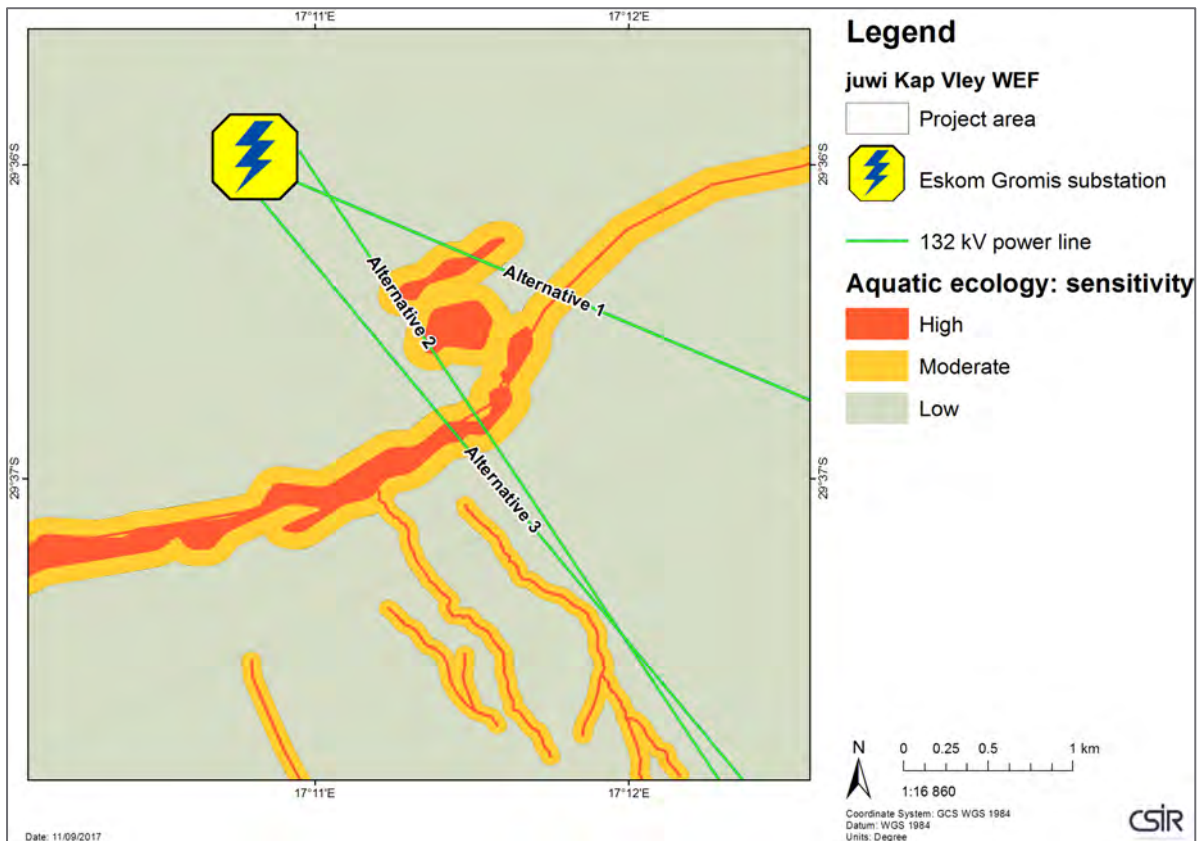 17°11'E
17°12'E
29°36'S
29°36'S
29°37'S
29°37'S
Alternative 1
Alternative 2
Alternative 3
17°11'E
17°12'E
Date: 11/09/2017
Legend
juwi Kap Vley WEF
Project area
Eskom Gromis substation
132 kV power line
Aquatic ecology: sensitivity
High
Moderate
Low
N
0 0.25 0.5 1 km
1:16 860
Coordinate System: GCS WGS 1984
Datum: WGS 1984
Units: Degree
CSIR